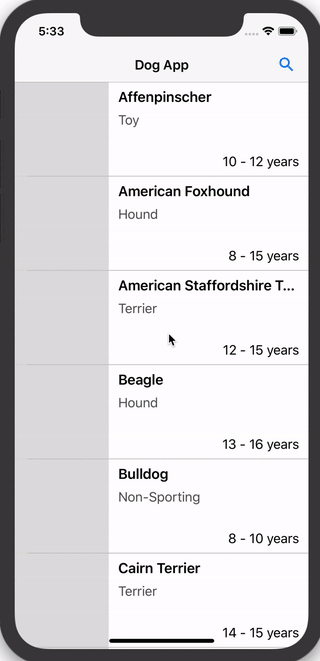 5:33
Dog App
Affenpinscher
Toy
10 - 12 years
American Foxhound
Hound
8 - 15 years
American Staffordshire T...
Terrier
12 - 15 years
Beagle
Hound
13 - 16 years
Bulldog
Non-Sporting
8 - 10 years
Cairn Terrier
Terrier
14 - 15 years